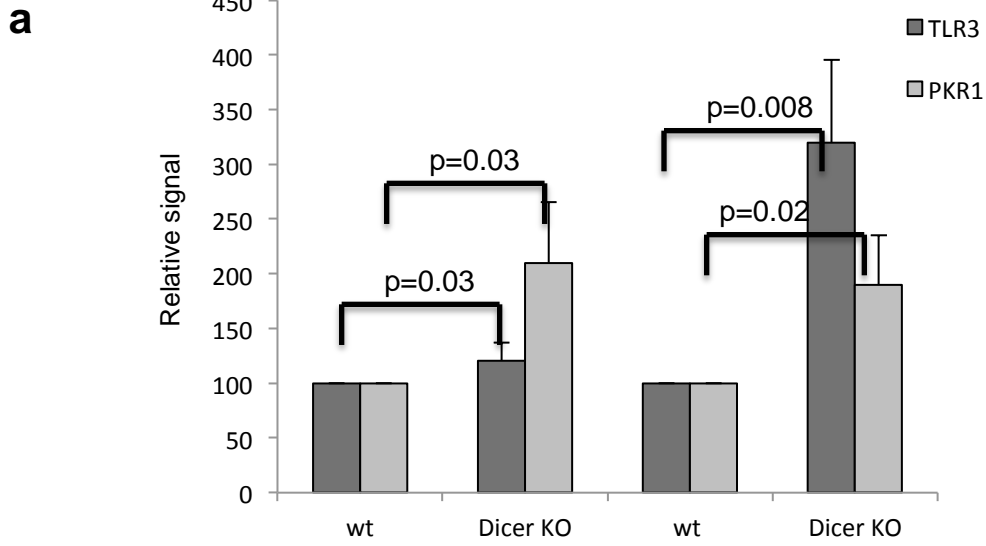 a
450
400
350
300
250
200
150
100
50
0
Relative signal
TLR3
PKR1
p=0.008
p=0.03
p=0.02
p=0.03
wt Dicer KO wt Dicer KO